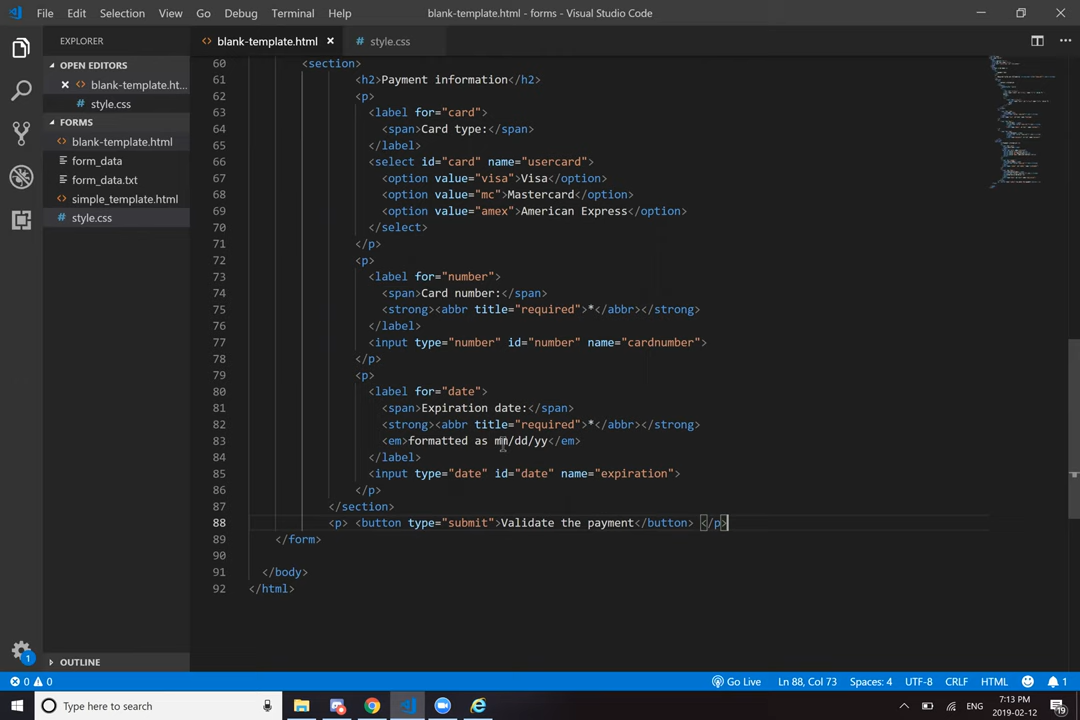 File Edit Selection View Go Debug Terminal Help blank-template.html - forms - Visual Studio Code
EXPLORER
OPEN EDITORS
blank-template.ht...
style.css
FORMS
blank-template.html
form_data
form_data.txt
simple_template.html
style.css
OUTLINE
1
blank-template.html style.css
60 <section>
61 <h2>Payment information</h2>
62 <p>
63 <label for="card">
64 <span>Card type:</span>
65 </label>
66 <select id="card" name="usercard">
67 <option value="visa">Visa</option>
68 <option value="mc">Mastercard</option>
69 <option value="amex">American Express</option>
70 </select>
71 </p>
72 <p>
73 <label for="number">
74 <span>Card number:</span>
75 <strong><abbr title="required">*</abbr></strong>
76 </label>
77 <input type="number" id="number" name="cardnumber">
78 </p>
79 <p>
80 <label for="date">
81 <span>Expiration date:</span>
82 <strong><abbr title="required">*</abbr></strong>
83 <em>formatted as mm/dd/yy</em>
84 </label>
85 <input type="date" id="date" name="expiration">
86 </p>
87 </section>
88 <p> <button type="submit">Validate the payment</button> </p>
89 </form>
90
91 </body>
92 </html>
0 0 Go Live Ln 88, Col 73 Spaces: 4 UTF-8 CRLF HTML 1
Type here to search ENG 7:13 PM
2019-02-12 19